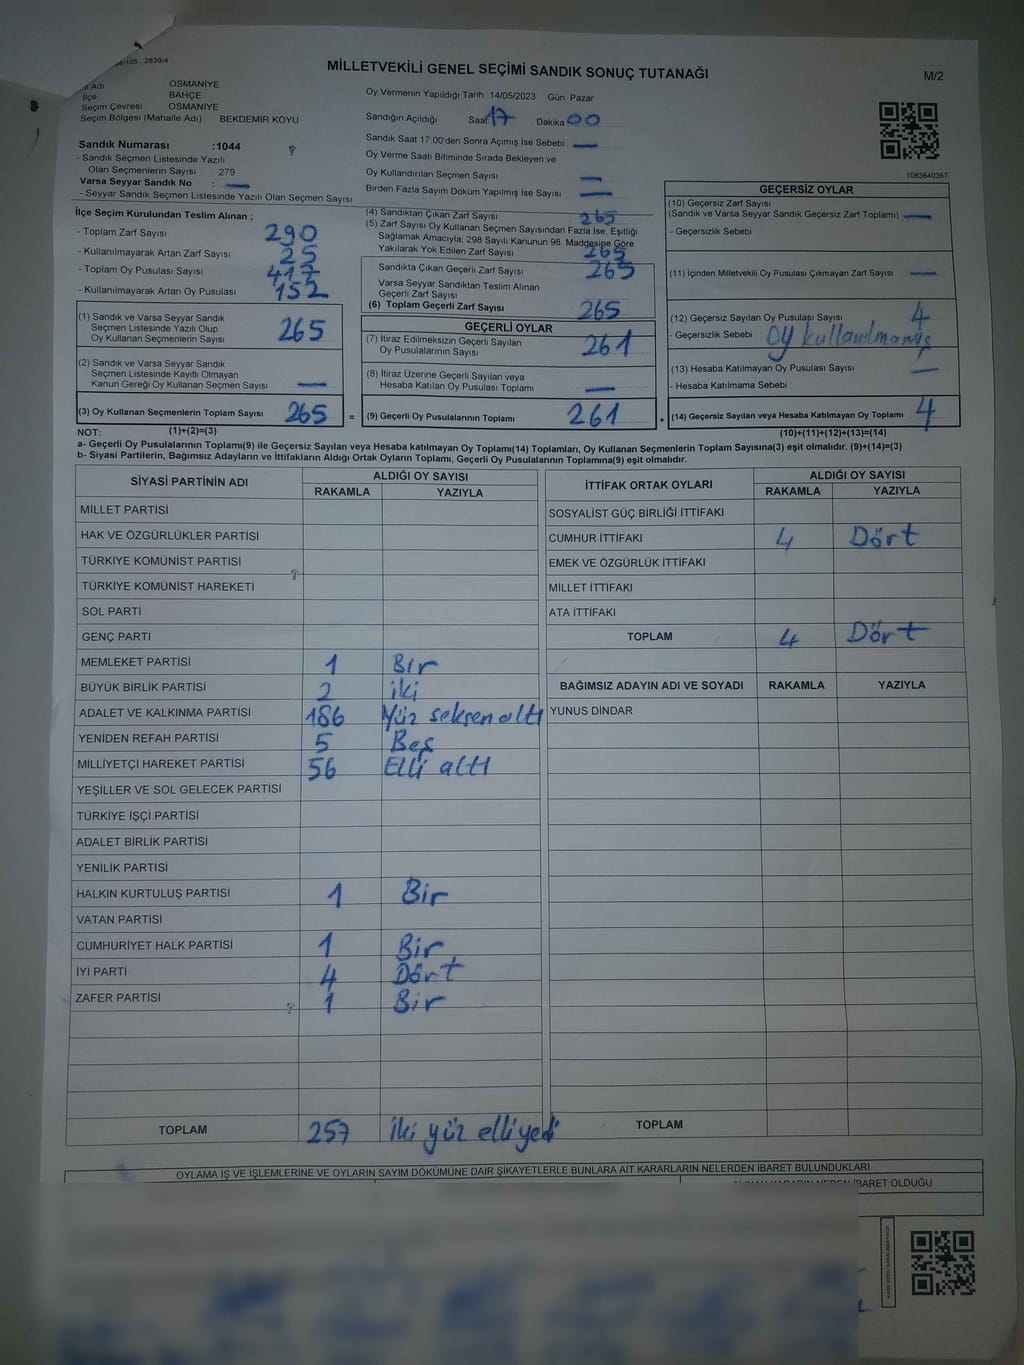 2839/4
MİLLETVEKİLİ GENEL SEÇİMİ SANDIK SONUÇ TUTANAĞI
M/2
Adı OSMANİYE
İlçe BAHÇE
Seçim Çevresi OSMANİYE
Seçim Bölgesi (Mahalle Adı) BEKDEMİR KÖYÜ
Sandık Numarası :1044
- Sandık Seçmen Listesinde Yazılı
Olan Seçmenlerin Sayısı 279
Varsa Seyyar Sandık No : —
- Seyyar Sandık Seçmen Listesinde Yazılı Olan Seçmen Sayısı
Oy Vermenin Yapıldığı Tarih 14/05/2023 Gün: Pazar
Sandığın Açıldığı Saat 17 Dakika 00
Sandık Saat 17:00'den Sonra Açımış İse Sebebi : —
Oy Verme Saati Bitiminde Sırada Bekleyen ve
Oy Kullandırılan Seçmen Sayısı —
Birden Fazla Sayım Döküm Yapılmış İse Sayısı —
1083640367
İlçe Seçim Kurulundan Teslim Alınan ;
- Toplam Zarf Sayısı 290
- Kullanılmayarak Artan Zarf Sayısı 25
- Toplam Oy Pusulası Sayısı 417
- Kullanılmayarak Artan Oy Pusulası 152
(1) Sandık ve Varsa Seyyar Sandık
Seçmen Listesinde Yazılı Olup
Oy Kullanan Seçmenlerin Sayısı 265
(2) Sandık ve Varsa Seyyar Sandık
Seçmen Listesinde Kayıtlı Olmayan
Kanun Gereği Oy Kullanan Seçmen Sayısı —
(3) Oy Kullanan Seçmenlerin Toplam Sayısı 265 =
(1)+(2)=(3)
(4) Sandıktan Çıkan Zarf Sayısı 265
(5) Zarf Sayısı Oy Kullanan Seçmen Sayısından Fazla İse, Eşitliği
Sağlamak Amacıyla, 298 Sayılı Kanunun 98. Maddesine Göre
Yakılarak Yok Edilen Zarf Sayısı 265
Sandıkta Çıkan Geçerli Zarf Sayısı 265
Varsa Seyyar Sandıktan Teslim Alınan
Geçerli Zarf Sayısı
(6) Toplam Geçerli Zarf Sayısı 265
GEÇERLİ OYLAR
(7) İtiraz Edilmeksizin Geçerli Sayılan
Oy Pusulalarının Sayısı 261
(8) İtiraz Üzerine Geçerli Sayılan veya
Hesaba Katılan Oy Pusulası Toplamı —
(9) Geçerli Oy Pusulalarının Toplamı 261 +
GEÇERSİZ OYLAR
(10) Geçersiz Zarf Sayısı
(Sandık ve Varsa Seyyar Sandık Geçersiz Zarf Toplamı) —
- Geçersizlik Sebebi
(11) İçinden Milletvekili Oy Pusulası Çıkmayan Zarf Sayısı —
(12) Geçersiz Sayılan Oy Pusulası Sayısı 4
- Geçersizlik Sebebi Oy kullanılmamış
(13) Hesaba Katılmayan Oy Pusulası Sayısı —
- Hesaba Katılmama Sebebi :
(14) Geçersiz Sayılan veya Hesaba Katılmayan Oy Toplamı 4
(10)+(11)+(12)+(13)=(14)
NOT:
a- Geçerli Oy Pusulalarının Toplamı(9) ile Geçersiz Sayılan veya Hesaba katılmayan Oy Toplamı(14) Toplamları, Oy Kullanan Seçmenlerin Toplam Sayısına(3) eşit olmalıdır. (9)+(14)=(3)
b- Siyasi Partilerin, Bağımsız Adayların ve İttifakların Aldığı Ortak Oyların Toplamı, Geçerli Oy Pusulalarının Toplamına(9) eşit olmalıdır.
SİYASİ PARTİNİN ADI ALDIĞI OY SAYISI
RAKAMLA YAZIYLA
MİLLET PARTİSİ
HAK VE ÖZGÜRLÜKLER PARTİSİ
TÜRKİYE KOMÜNİST PARTİSİ
TÜRKİYE KOMÜNİST HAREKETİ
SOL PARTİ
GENÇ PARTİ
MEMLEKET PARTİSİ 1 Bir
BÜYÜK BİRLİK PARTİSİ 2 iki
ADALET VE KALKINMA PARTİSİ 186 Yüz seksen altı
YENİDEN REFAH PARTİSİ 5 Beş
MİLLİYETÇİ HAREKET PARTİSİ 56 Elli altı
YEŞİLLER VE SOL GELECEK PARTİSİ
TÜRKİYE İŞÇİ PARTİSİ
ADALET BİRLİK PARTİSİ
YENİLİK PARTİSİ
HALKIN KURTULUŞ PARTİSİ 1 Bir
VATAN PARTİSİ
CUMHURİYET HALK PARTİSİ 1 Bir
İYİ PARTİ 4 Dört
ZAFER PARTİSİ 1 Bir
TOPLAM 257 iki yüz elli yedi
İTTİFAK ORTAK OYLARI ALDIĞI OY SAYISI
RAKAMLA YAZIYLA
SOSYALİST GÜÇ BİRLİĞİ İTTİFAKI
CUMHUR İTTİFAKI 4 Dört
EMEK VE ÖZGÜRLÜK İTTİFAKI
MİLLET İTTİFAKI
ATA İTTİFAKI
TOPLAM 4 Dört
BAĞIMSIZ ADAYIN ADI VE SOYADI RAKAMLA YAZIYLA
YUNUS DİNDAR
TOPLAM
OYLAMA İŞ VE İŞLEMLERİNE VE OYLARIN SAYIM DÖKÜMÜNE DAİR ŞİKAYETLERLE BUNLARA AİT KARARLARIN NELERDEN İBARET BULUNDUKLARI
İBARET OLDUĞU